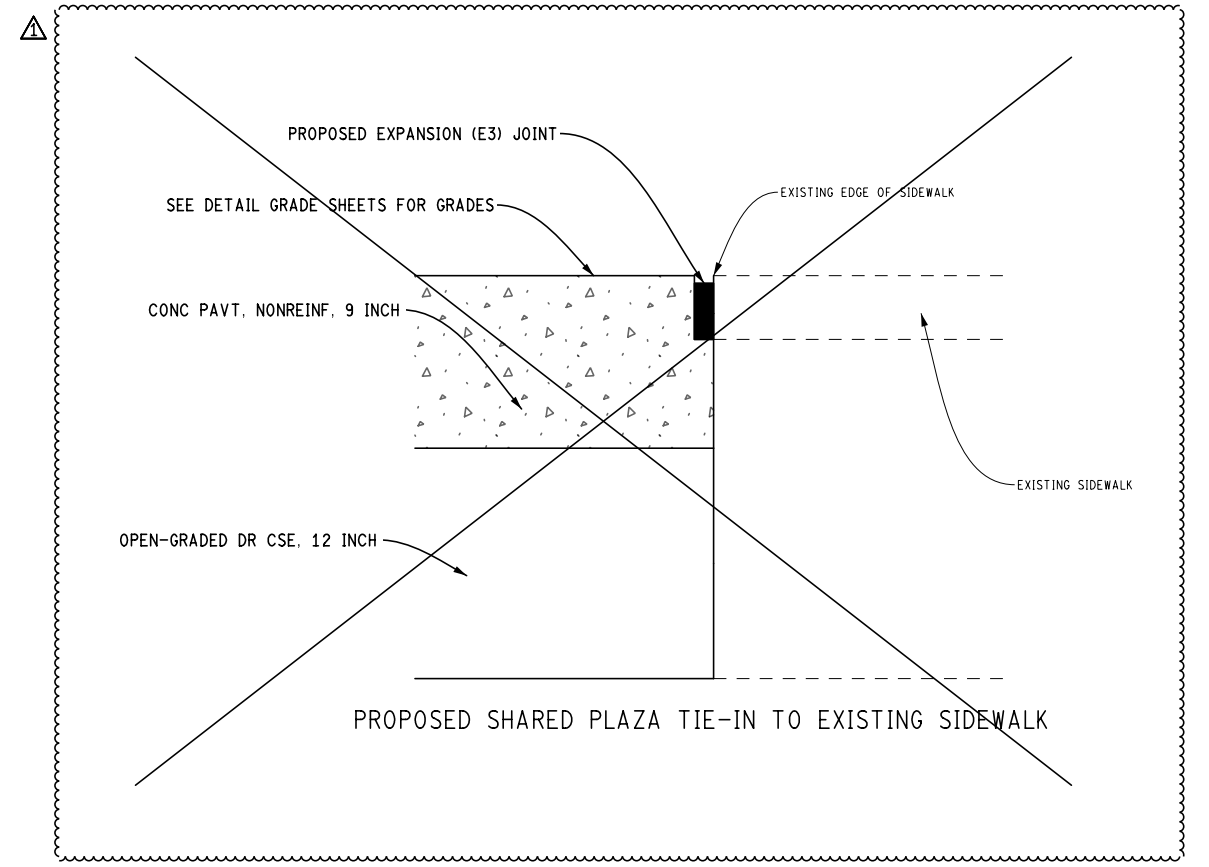 1
PROPOSED EXPANSION (E3) JOINT
EXISTING EDGE OF SIDEWALK
SEE DETAIL GRADE SHEETS FOR GRADES
CONC PAVT, NONREINF, 9 INCH
EXISTING SIDEWALK
OPEN-GRADED DR CSE, 12 INCH
PROPOSED SHARED PLAZA TIE-IN TO EXISTING SIDEWALK